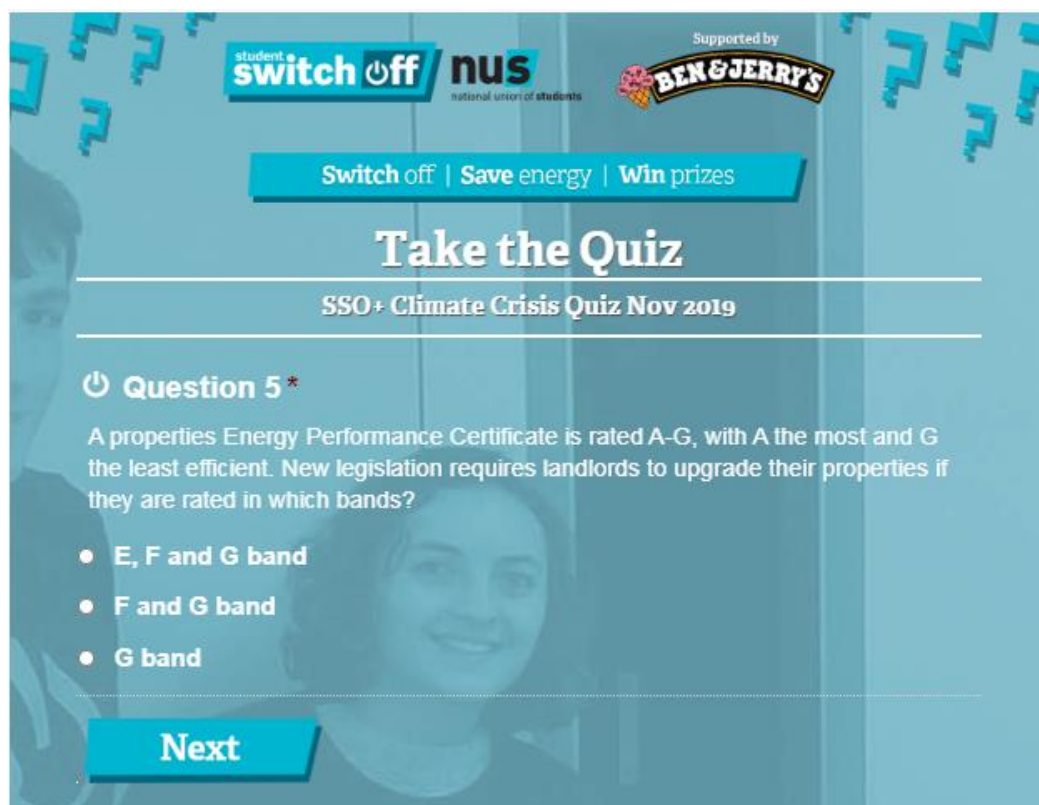 student
switch off
nus
national union of students
Supported by
BEN & JERRY'S
Switch off | Save energy | Win prizes
Take the Quiz
SSO+ Climate Crisis Quiz Nov 2019
Question 5*
A properties Energy Performance Certificate is rated A-G, with A the most and G
the least efficient. New legislation requires landlords to upgrade their properties if
they are rated in which bands?
E, F and G band
F and G band
G band
Next